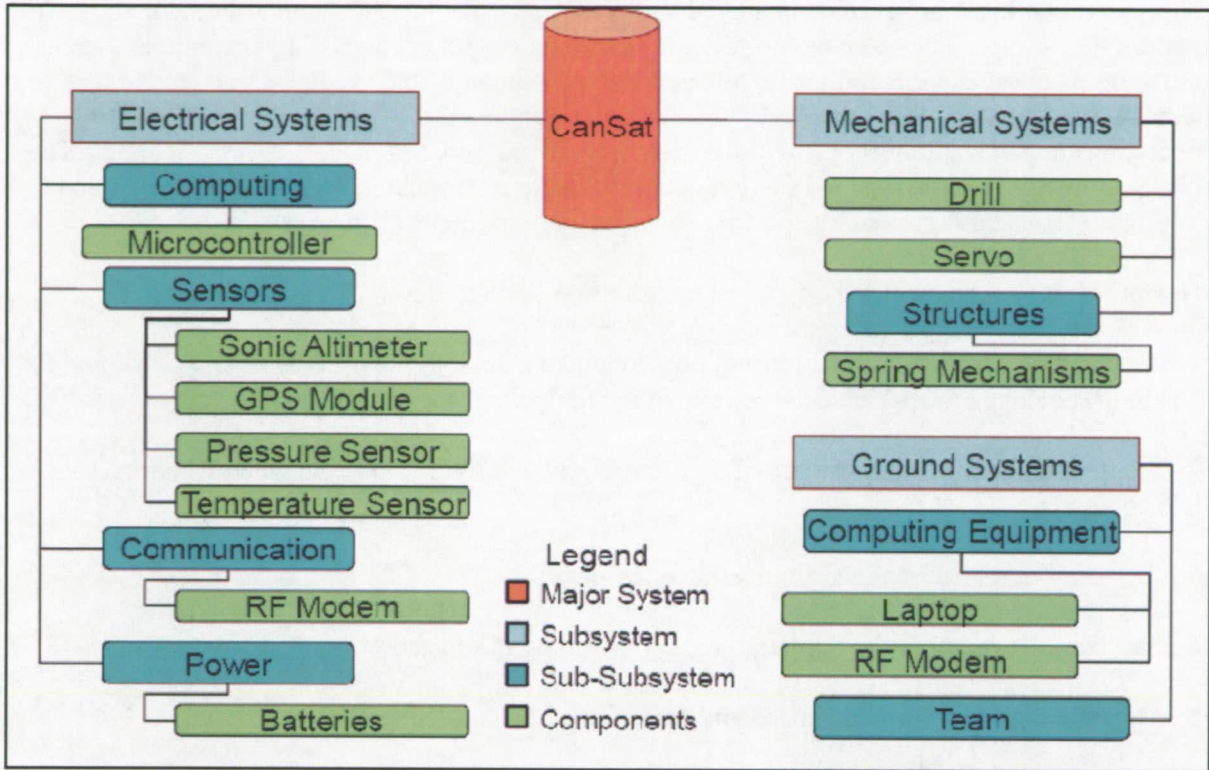 CanSat
Electrical Systems
Computing
Microcontroller
Sensors
Sonic Altimeter
GPS Module
Pressure Sensor
Temperature Sensor
Communication
RF Modem
Power
Batteries
Legend
Major System
Subsystem
Sub-Subsystem
Components
Mechanical Systems
Drill
Servo
Structures
Spring Mechanisms
Ground Systems
Computing Equipment
Laptop
RF Modem
Team